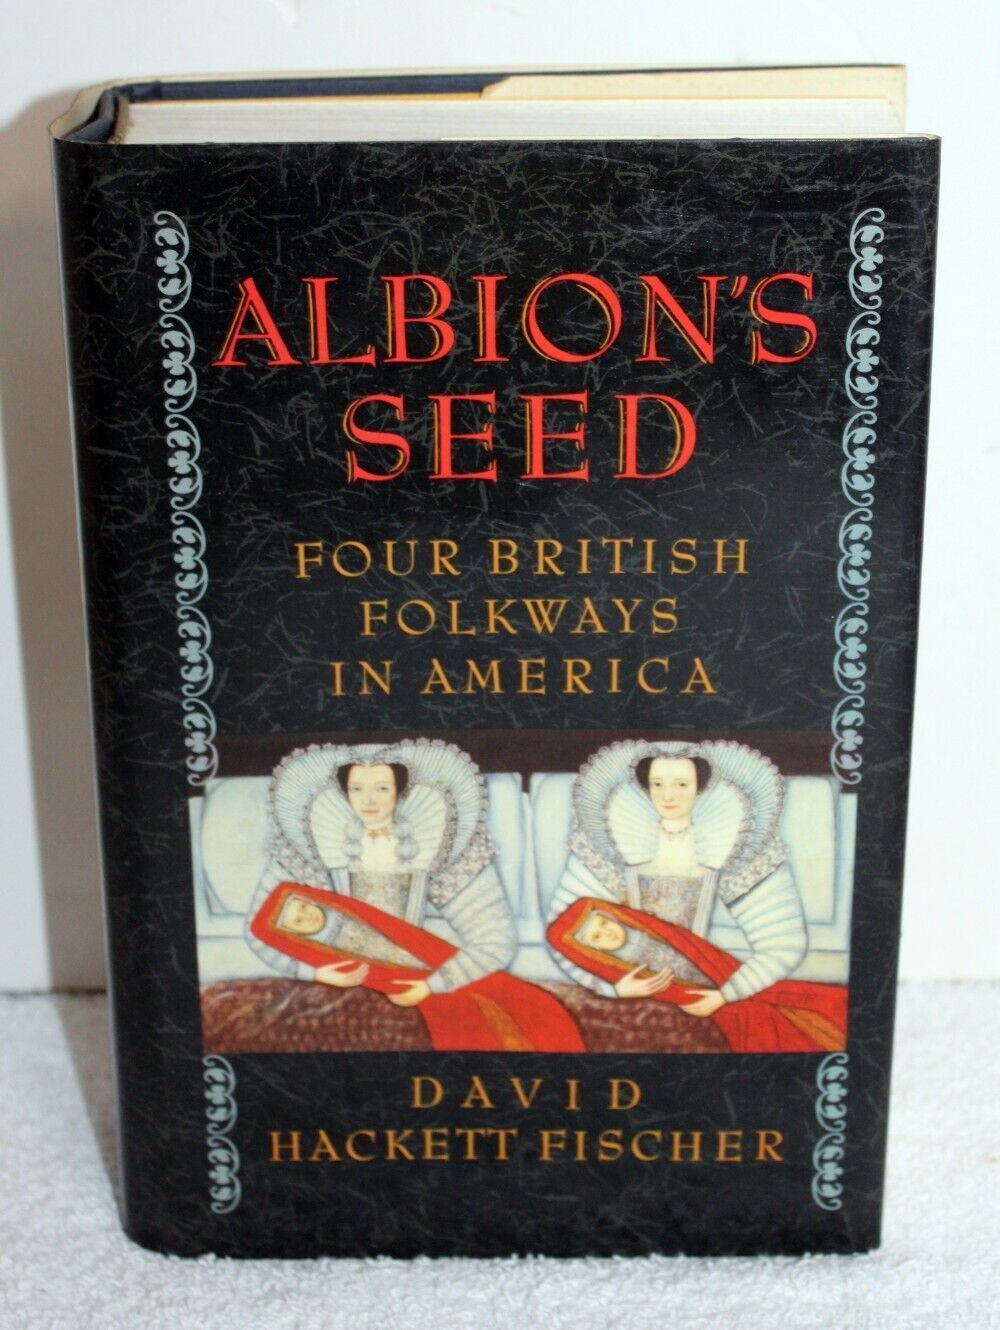 ALBION'S
SEED
FOUR BRITISH
FOLKWAYS
IN AMERICA
DAVID
HACKETT FISCHER